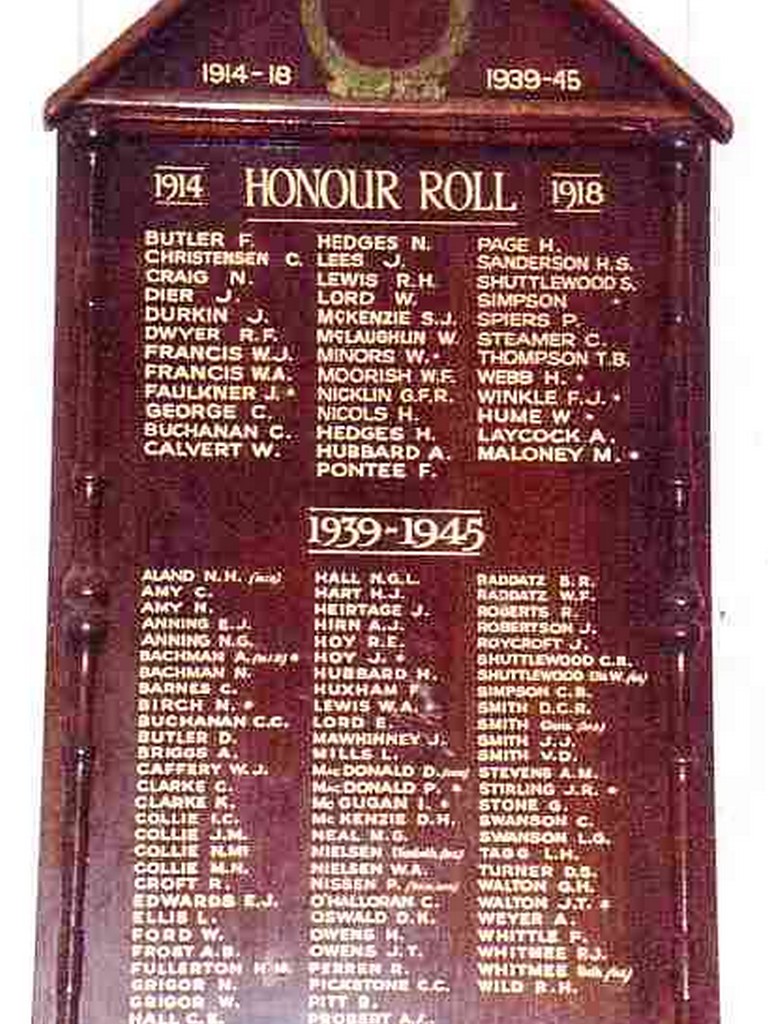 1914-18 1939-45
1914 HONOUR ROLL 1918
BUTLER F.
CHRISTENSEN C.
CRAIG N.
DIER J.
DURKIN J.
DWYER R.F.
FRANCIS W.J.
FRANCIS W.A.
FAULKNER J. •
GEORGE C.
BUCHANAN C.
CALVERT W.
HEDGES N.
LEES J.
LEWIS R.H.
LORD W.
McKENZIE S.J.
McLAUGHLIN W.
MINORS W. •
MOORISH W.F.
NICKLIN G.F.R.
NICOLS H.
HEDGES H.
HUBBARD A.
PONTEE F.
PAGE H.
SANDERSON H.S.
SHUTTLEWOOD S.
SIMPSON •
SPIERS P.
STEAMER C.
THOMPSON T.B.
WEBB H. •
WINKLE F.J. •
HUME W •
LAYCOCK A.
MALONEY M. •
1939-1945
ALAND N.H.
AMY C.
AMY H.
ANNING E.J.
ANNING N.G.
BACHMAN A. •
BACHMAN N.
BARNES C.
BIRCH N. •
BUCHANAN C.C.
BUTLER D.
BRIGGS A.
CAFFERY W.J.
CLARKE C.
CLARKE K.
COLLIE I.C.
COLLIE J.M.
COLLIE
COLLIE M.N.
CROFT R.
EDWARDS E.J.
ELLIS L.
FORD W.
FROST A.B.
FULLERTON
GRIGOR N.
GRIGOR W.
HALL C.E.
HALL N.G.L.
HART H.J.
HEIRTAGE J.
HIRN A.J.
HOY R.E.
HOY J. •
HUBBARD H.
HUXHAM F.
LEWIS W.A.
LORD E.
MAWHINNEY J.
MILLS L.
MacDONALD D.
MacDONALD P. •
McGUGAN I. •
McKENZIE D.H.
NEAL M.G.
NIELSEN
NIELSEN W.A.
NISSEN P.
O'HALLORAN C.
OSWALD D.K.
OWENS H.
OWENS J.T.
PERREN R.
PICKSTONE C.C.
PITT R.
PROBERT A.C.
RADDATZ B.R.
RADDATZ W.F.
ROBERTS R.
ROBERTSON J.
ROYCROFT J.
SHUTTLEWOOD C.B.
SHUTTLEWOOD
SIMPSON C.B.
SMITH D.C.R.
SMITH
SMITH J.J.
SMITH V.D.
STEVENS A.M.
STIRLING J.R. •
STONE G.
SWANSON C.
SWANSON L.G.
TAGG L.H.
TURNER D.S.
WALTON G.H.
WALTON J.T. •
WEYER A.
WHITTLE F.
WHITMEE R.J.
WHITMEE
WILD R.H.